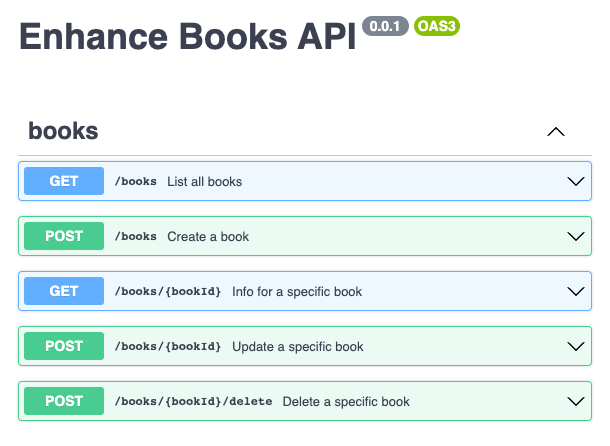 Enhance Books API 0.0.1 OAS3
books
GET /books List all books
POST /books Create a book
GET /books/{bookId} Info for a specific book
POST /books/{bookId} Update a specific book
POST /books/{bookId}/delete Delete a specific book